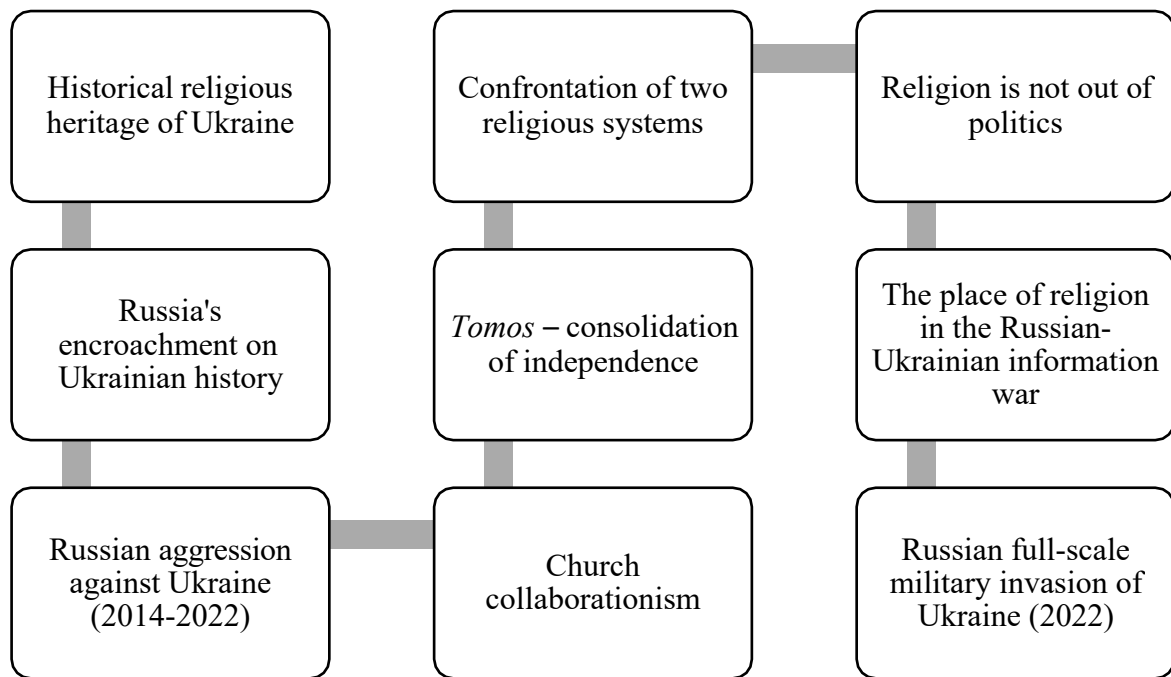 Historical religious
heritage of Ukraine
Russia's
encroachment on
Ukrainian history
Russian aggression
against Ukraine
(2014-2022)
Church
collaborationism
Tomos – consolidation
of independence
Confrontation of two
religious systems
Religion is not out of
politics
The place of religion
in the Russian-
Ukrainian information
war
Russian full-scale
military invasion of
Ukraine (2022)